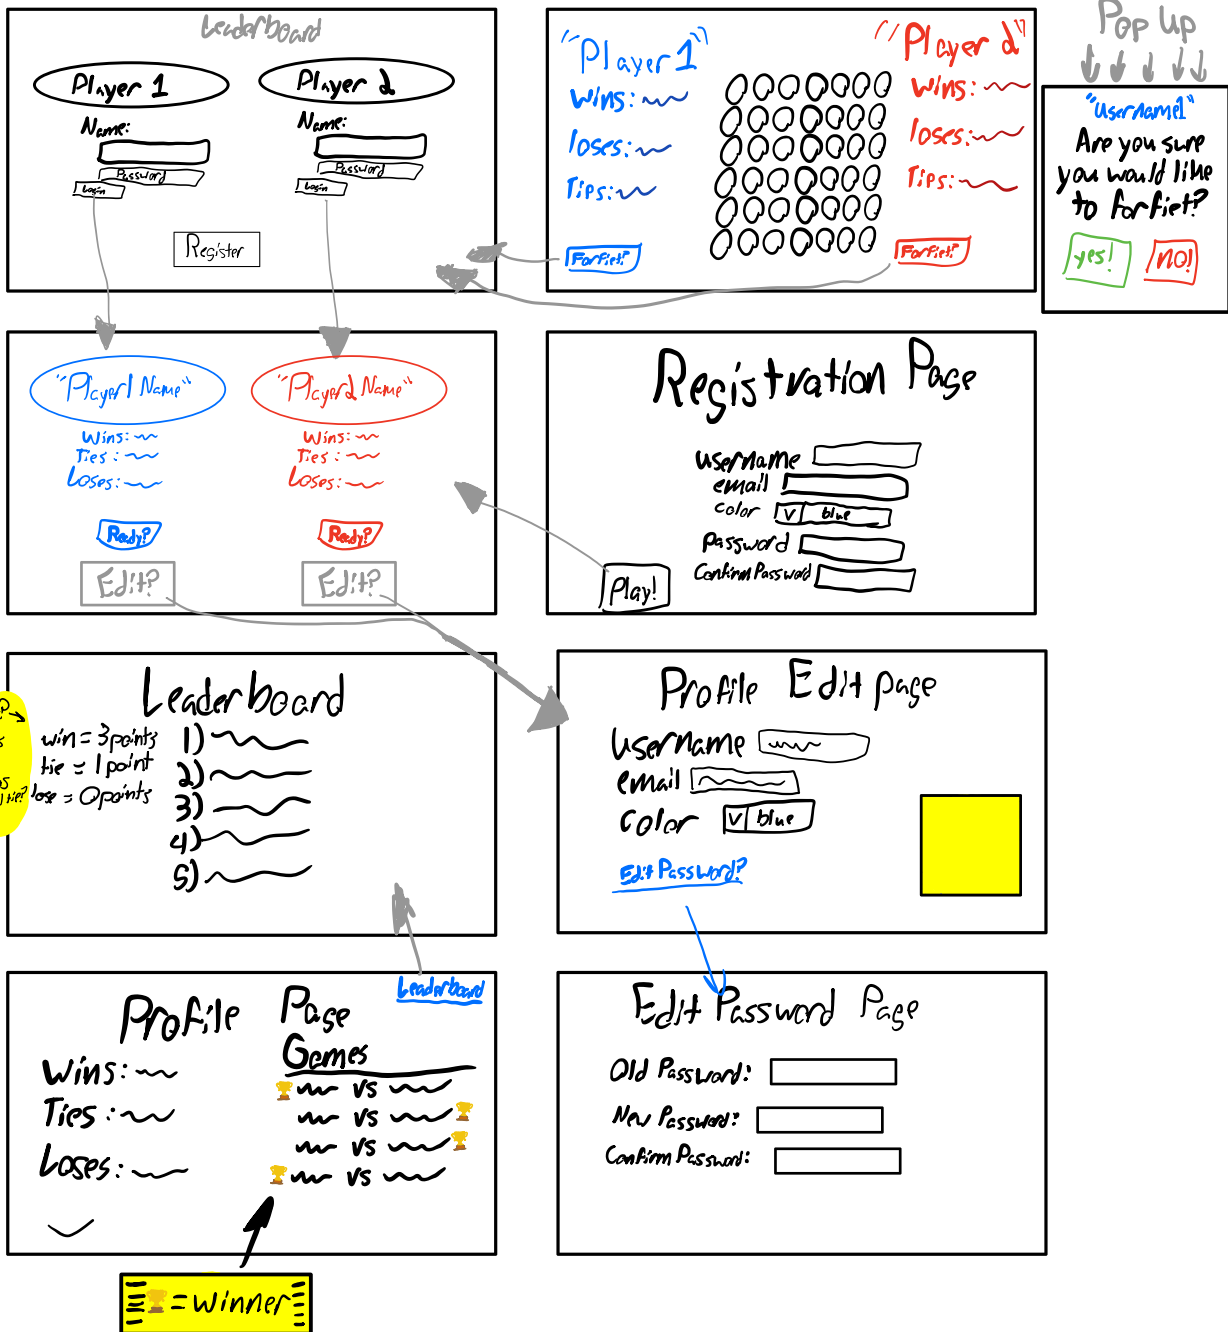 Leaderboard
Player 1
Player 2
Name:
Name:
Password
Password
Login
Login
Register
"Player 1"
"Player 2"
Wins:
Wins:
loses:
loses:
Ties:
Ties:
Forfiet?
Forfiet?
Pop Up
"Username1"
Are you sure
you would like
to forfiet?
yes!
NO!
"Player1 Name"
"Player2 Name"
Wins:
Ties:
Loses:
Wins:
Ties:
Loses:
Ready?
Ready?
Edit?
Edit?
Registration Page
username
email
color v blue
Password
Confirm Password
Play!
Leaderboard
win = 3 points
tie = 1 point
lose = 0 points
1)
2)
3)
4)
5)
tie?
Profile Edit page
Username
email
color v blue
Edit Password?
Profile Page
Leaderboard
Wins:
Ties:
Loses:
Games
vs
vs
vs
vs
= winner
Edit Password Page
Old Password:
New Password:
Confirm Password: